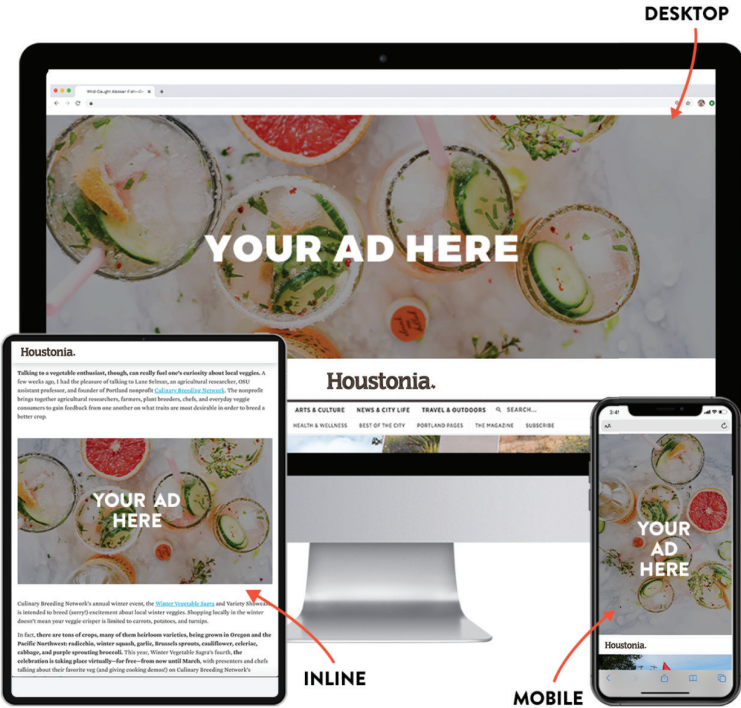 DESKTOP
YOUR AD HERE
Houstonia.
ARTS & CULTURE NEWS & CITY LIFE TRAVEL & OUTDOORS SEARCH...
HEALTH & WELLNESS BEST OF THE CITY PORTLAND PAGES THE MAGAZINE SUBSCRIBE
Houstonia.
Talking to a vegetable enthusiast, though, can really fuel one's curiosity about local veggies. A
few weeks ago, I had the pleasure of talking to Lane Selman, an agricultural researcher, OSU
assistant professor, and founder of Portland nonprofit Culinary Breeding Network. The nonprofit
brings together agricultural researchers, farmers, plant breeders, chefs, and everyday veggie
consumers to gain feedback from one another on what traits are most desirable in order to breed a
better crop.
YOUR AD
HERE
Culinary Breeding Network's annual winter event, the Winter Vegetable Sagra and Variety Showcase
is intended to breed (sorry!) excitement about local winter veggies. Shopping locally in the winter
doesn't mean your veggie crisper is limited to carrots, potatoes, and turnips.
In fact, there are tons of crops, many of them heirloom varieties, being grown in Oregon and the
Pacific Northwest: radicchio, winter squash, garlic, Brussels sprouts, cauliflower, celeriac,
cabbage, and purple sprouting broccoli. This year, Winter Vegetable Sagra's fourth, the
celebration is taking place virtually—for free—from now until March, with presenters and chefs
talking about their favorite veg (and giving cooking demos!) on Culinary Breeding Network's
INLINE
AA
YOUR
AD
HERE
Houstonia.
MOBILE